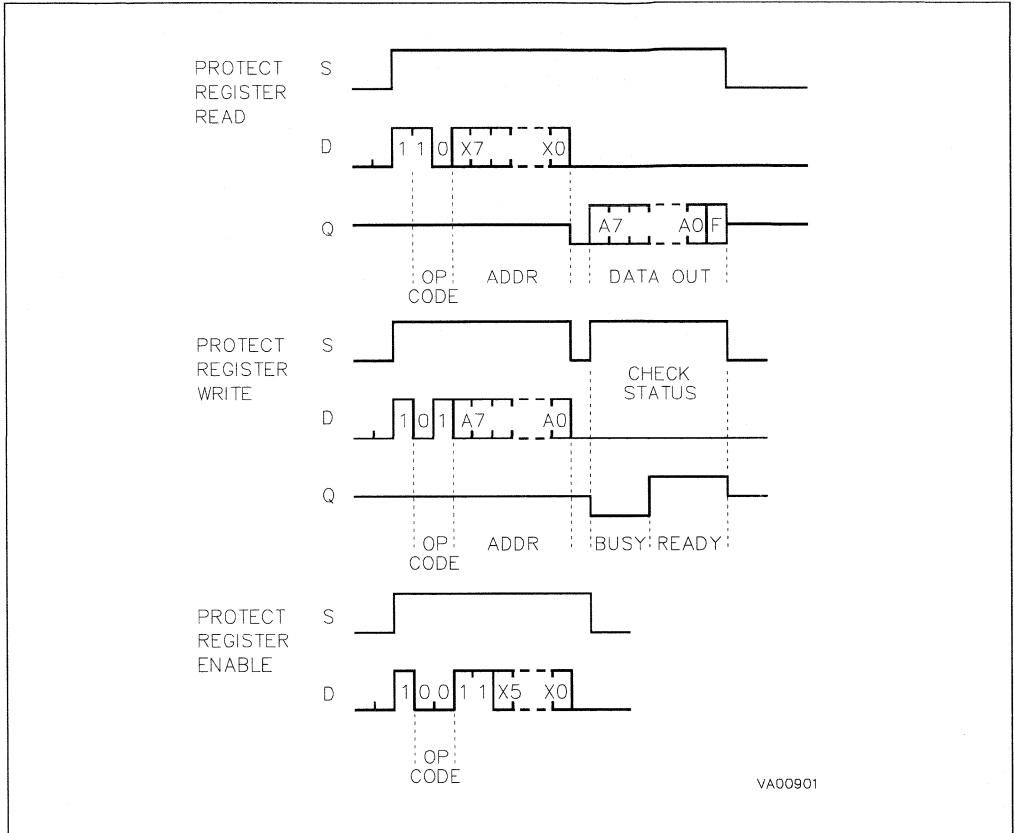 PROTECT REGISTER READ
S
D
1 1 0 X7 X0
Q
A7 A0 F
OP CODE
ADDR
DATA OUT
PROTECT REGISTER WRITE
S
CHECK STATUS
D
1 0 1 A7 A0
Q
OP CODE
ADDR
BUSY
READY
PROTECT REGISTER ENABLE
S
D
1 0 0 1 1 X5 X0
OP CODE
VA00901